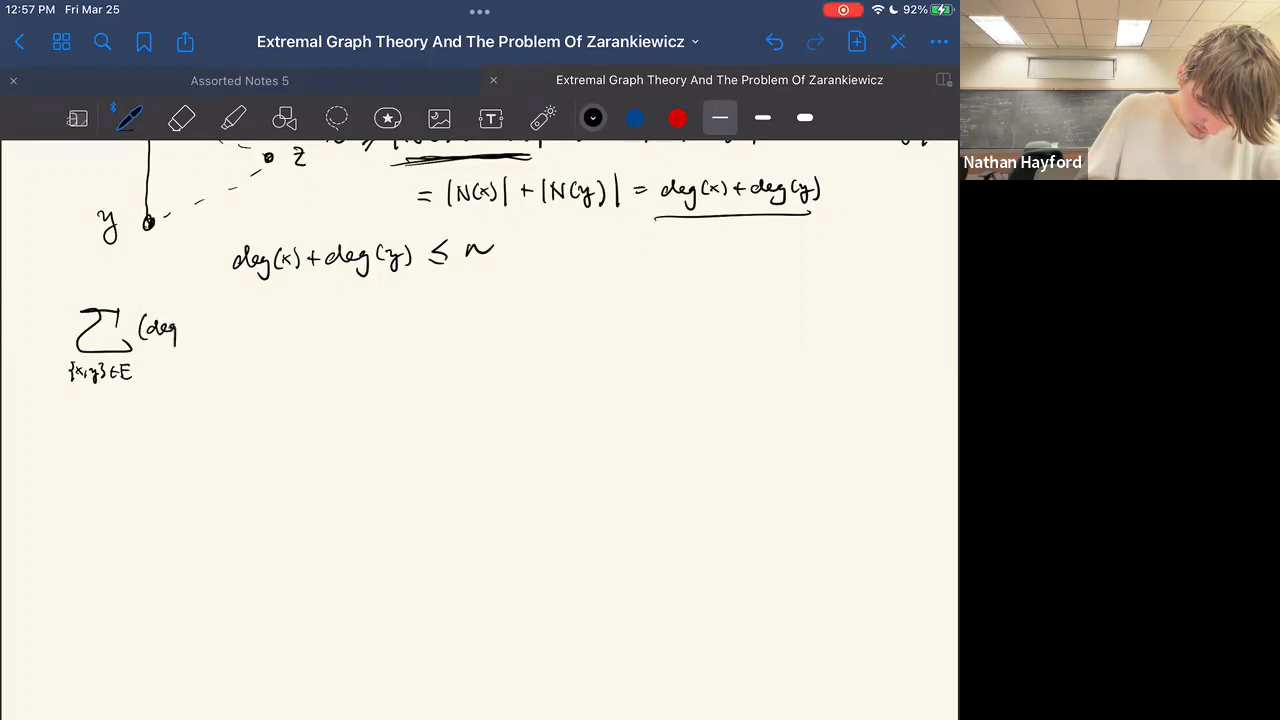 12:57 PM Fri Mar 25
92%
Extremal Graph Theory And The Problem Of Zarankiewicz
Assorted Notes 5
Extremal Graph Theory And The Problem Of Zarankiewicz
Nathan Hayford
z
= |N(x)| + |N(y)| = deg(x) + deg(y)
y
deg(x) + deg(y) ≤ n
∑ (deg
{x,y} ∈ E